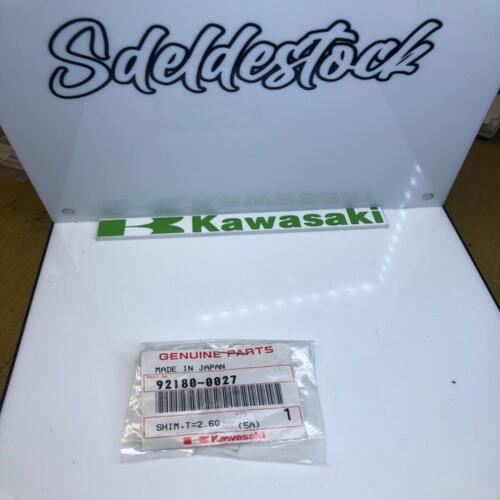 Sdeldestock
Kawasaki
GENUINE PARTS
MADE IN JAPAN
92180-0027
1
SHIM,T=2.60 (5A)
Kawasaki